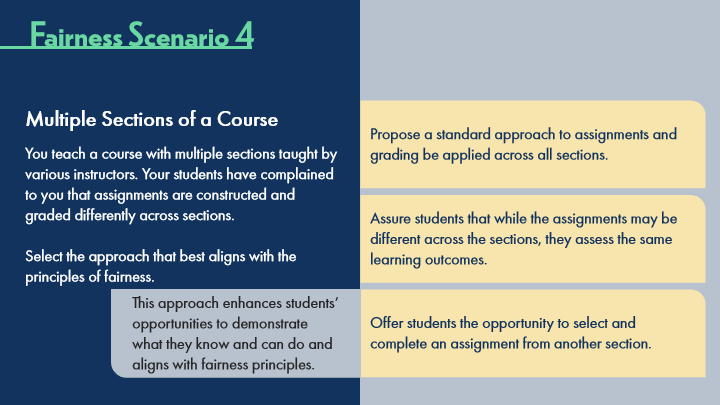 Fairness Scenario 4
Multiple Sections of a Course
You teach a course with multiple sections taught by
various instructors. Your students have complained
to you that assignments are constructed and
graded differently across sections.
Select the approach that best aligns with the
principles of fairness.
This approach enhances students’
opportunities to demonstrate
what they know and can do and
aligns with fairness principles.
Propose a standard approach to assignments and
grading be applied across all sections.
Assure students that while the assignments may be
different across the sections, they assess the same
learning outcomes.
Offer students the opportunity to select and
complete an assignment from another section.